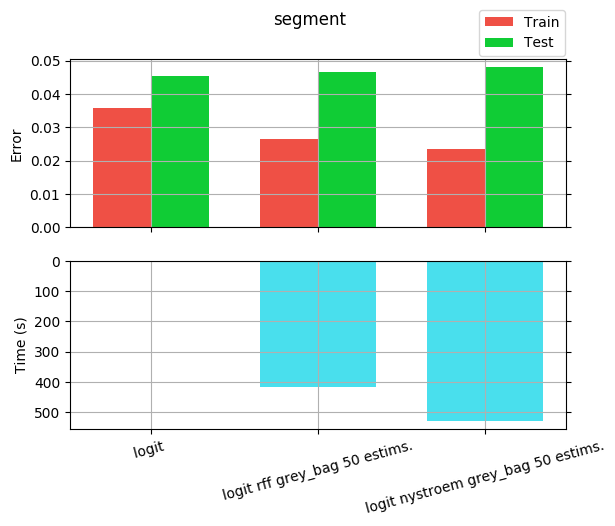 segment
Train
Test
0.05
0.04
0.03
0.02
0.01
0.00
Error
0
100
200
300
400
500
Time (s)
logit
logit rff grey_bag 50 estims.
logit nystroem grey_bag 50 estims.